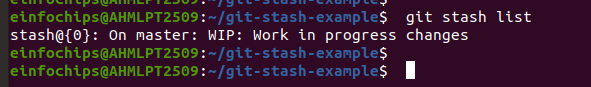 einfochips@AHMLPT2509:~/git-stash-example$  git stash list
stash@{0}: On master: WIP: Work in progress changes
einfochips@AHMLPT2509:~/git-stash-example$
einfochips@AHMLPT2509:~/git-stash-example$